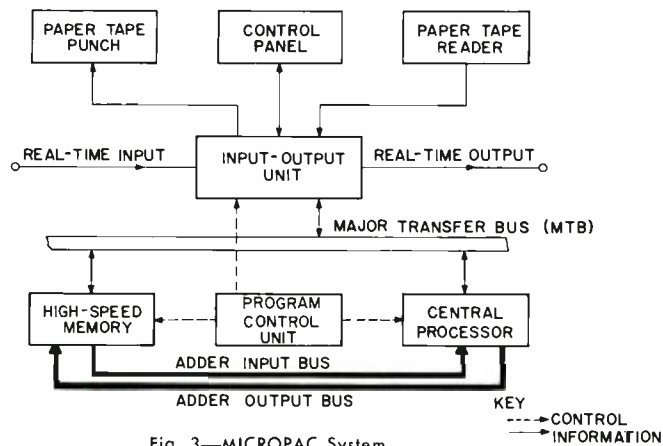 PAPER TAPE
PUNCH
CONTROL
PANEL
PAPER TAPE
READER
REAL-TIME INPUT
INPUT-OUTPUT
UNIT
REAL-TIME OUTPUT
MAJOR TRANSFER BUS (MTB)
HIGH-SPEED
MEMORY
PROGRAM
CONTROL
UNIT
CENTRAL
PROCESSOR
ADDER INPUT BUS
ADDER OUTPUT BUS
KEY
CONTROL
INFORMATION
Fig. 3—MICROPAC System